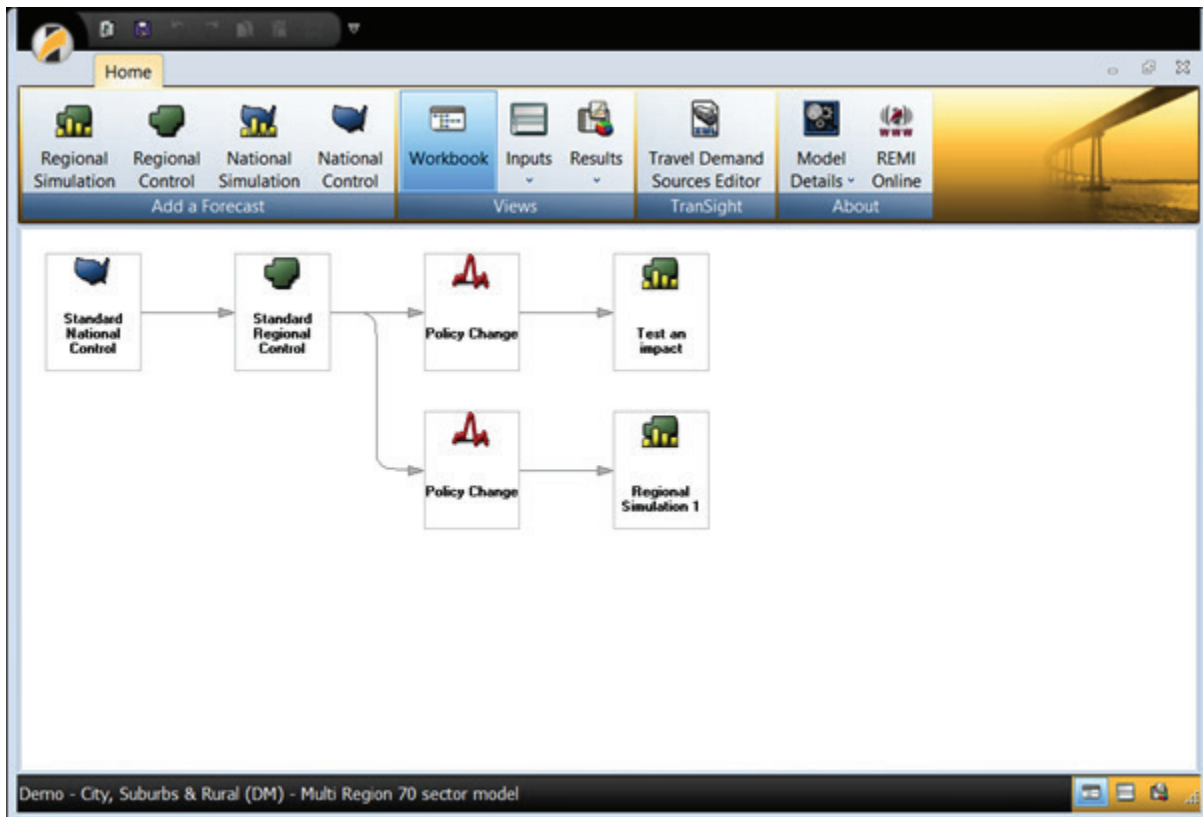 Home
Regional
Simulation
Regional
Control
National
Simulation
National
Control
Add a Forecast
Workbook
Inputs
Results
Views
Travel Demand
Sources Editor
TranSight
Model
Details
REMI
Online
About
XML
WWW
Standard
National
Control
Standard
Regional
Control
Policy Change
Test an
impact
Policy Change
Regional
Simulation 1
Demo - City, Suburbs & Rural (DM) - Multi Region 70 sector model